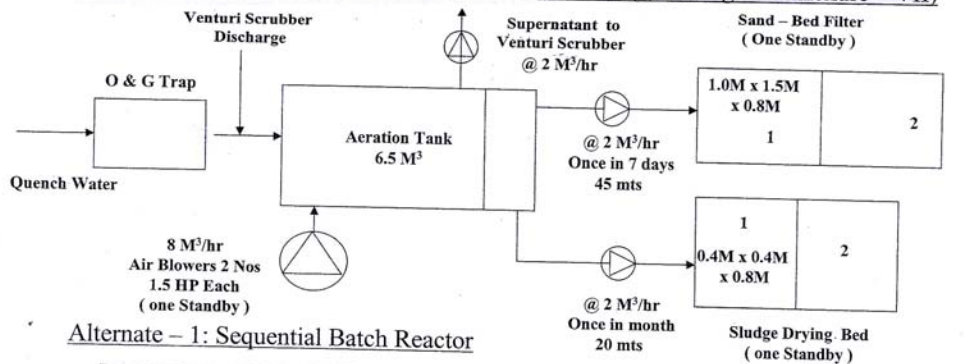 Venturi Scrubber
Discharge
Supernatant to
Venturi Scrubber
@ 2 M³/hr
Sand – Bed Filter
( One Standby )
O & G Trap
Quench Water
Aeration Tank
6.5 M³
@ 2 M³/hr
Once in 7 days
45 mts
1.0M x 1.5M
x 0.8M
1
2
8 M³/hr
Air Blowers 2 Nos
1.5 HP Each
( one Standby )
@ 2 M³/hr
Once in month
20 mts
1
0.4M x 0.4M
x 0.8M
2
Sludge Drying Bed
( one Standby )
Alternate – 1: Sequential Batch Reactor